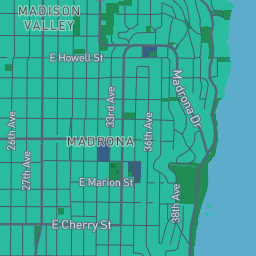 MADISON
VALLEY
E Howell St
Madrona Dr
33rd Ave
36th Ave
26th Ave
MADRONA
27th Ave
E Marion St
38th Ave
E Cherry St